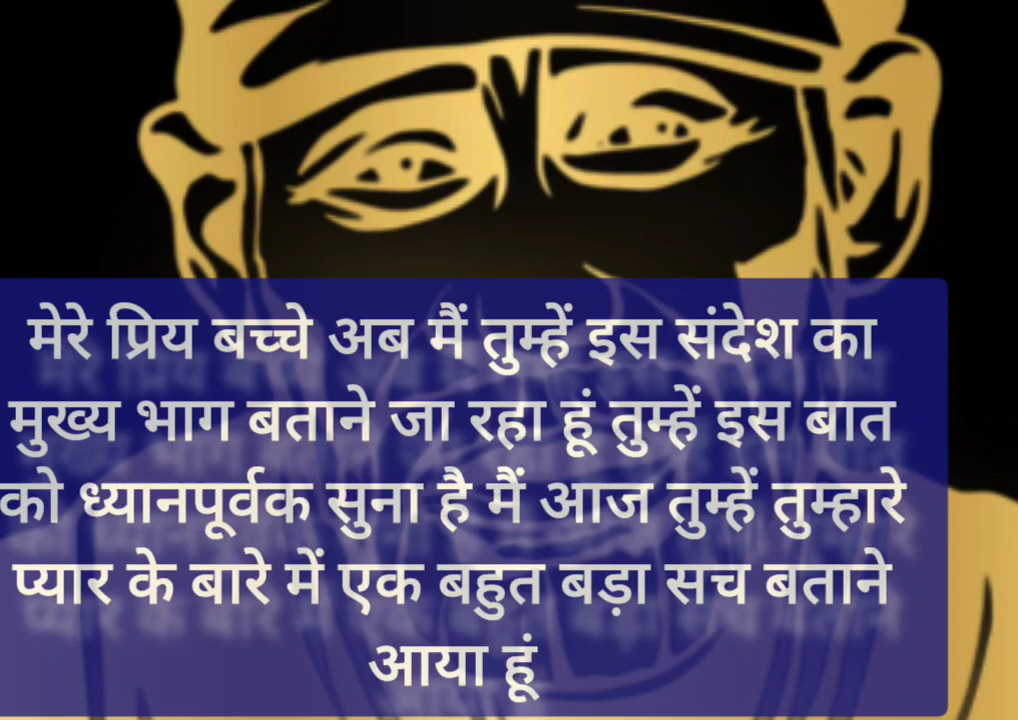 मेरे प्रिय बच्चे अब मैं तुम्हें इस संदेश का
मुख्य भाग बताने जा रहा हूं तुम्हें इस बात
को ध्यानपूर्वक सुना है मैं आज तुम्हें तुम्हारे
प्यार के बारे में एक बहुत बड़ा सच बताने
आया हूं